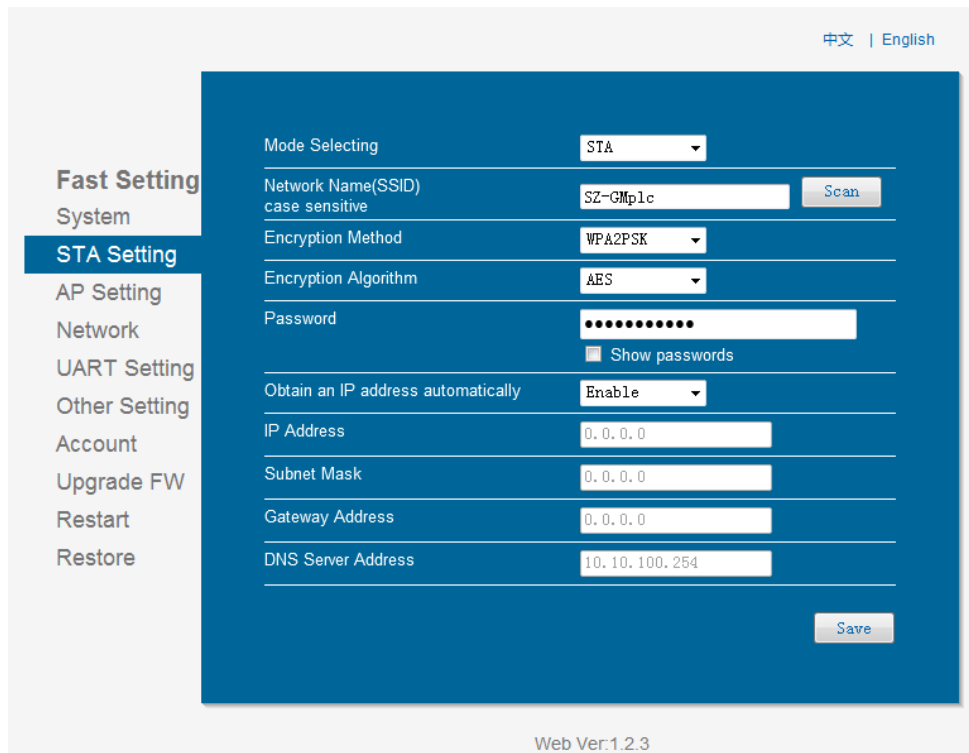 中文 | English
Fast Setting
System
STA Setting
AP Setting
Network
UART Setting
Other Setting
Account
Upgrade FW
Restart
Restore
Mode Selecting STA
Network Name(SSID)
case sensitive SZ-GMplc Scan
Encryption Method WPA2PSK
Encryption Algorithm AES
Password •••••••••••
Show passwords
Obtain an IP address automatically Enable
IP Address 0.0.0.0
Subnet Mask 0.0.0.0
Gateway Address 0.0.0.0
DNS Server Address 10.10.100.254
Save
Web Ver:1.2.3